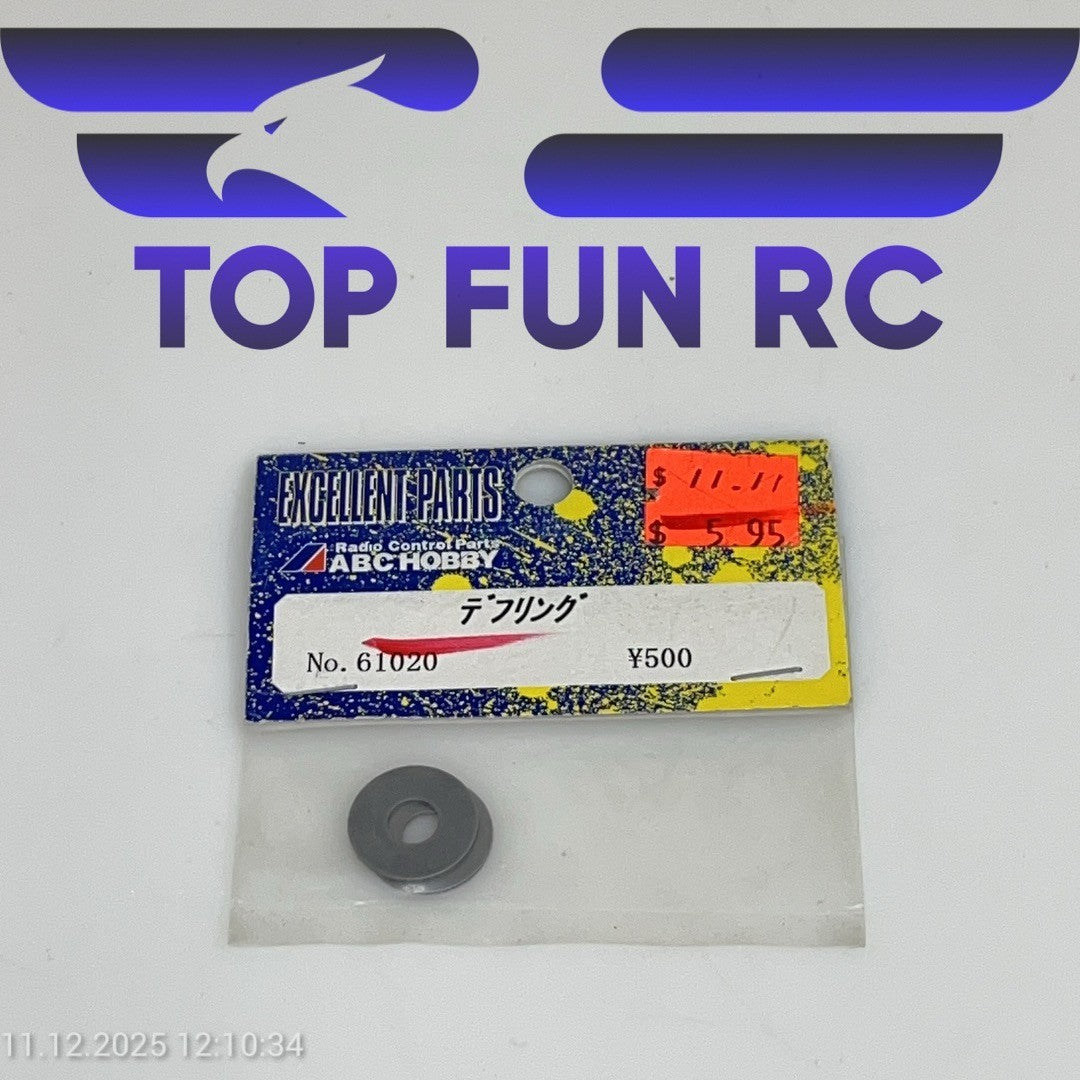 TOP FUN RC
EXCELLENT PARTS
Radio Control Parts
ABC HOBBY
$ 11.11
$ 5.95
デフリング
No. 61020
¥500
11.12.2025 12:10:34